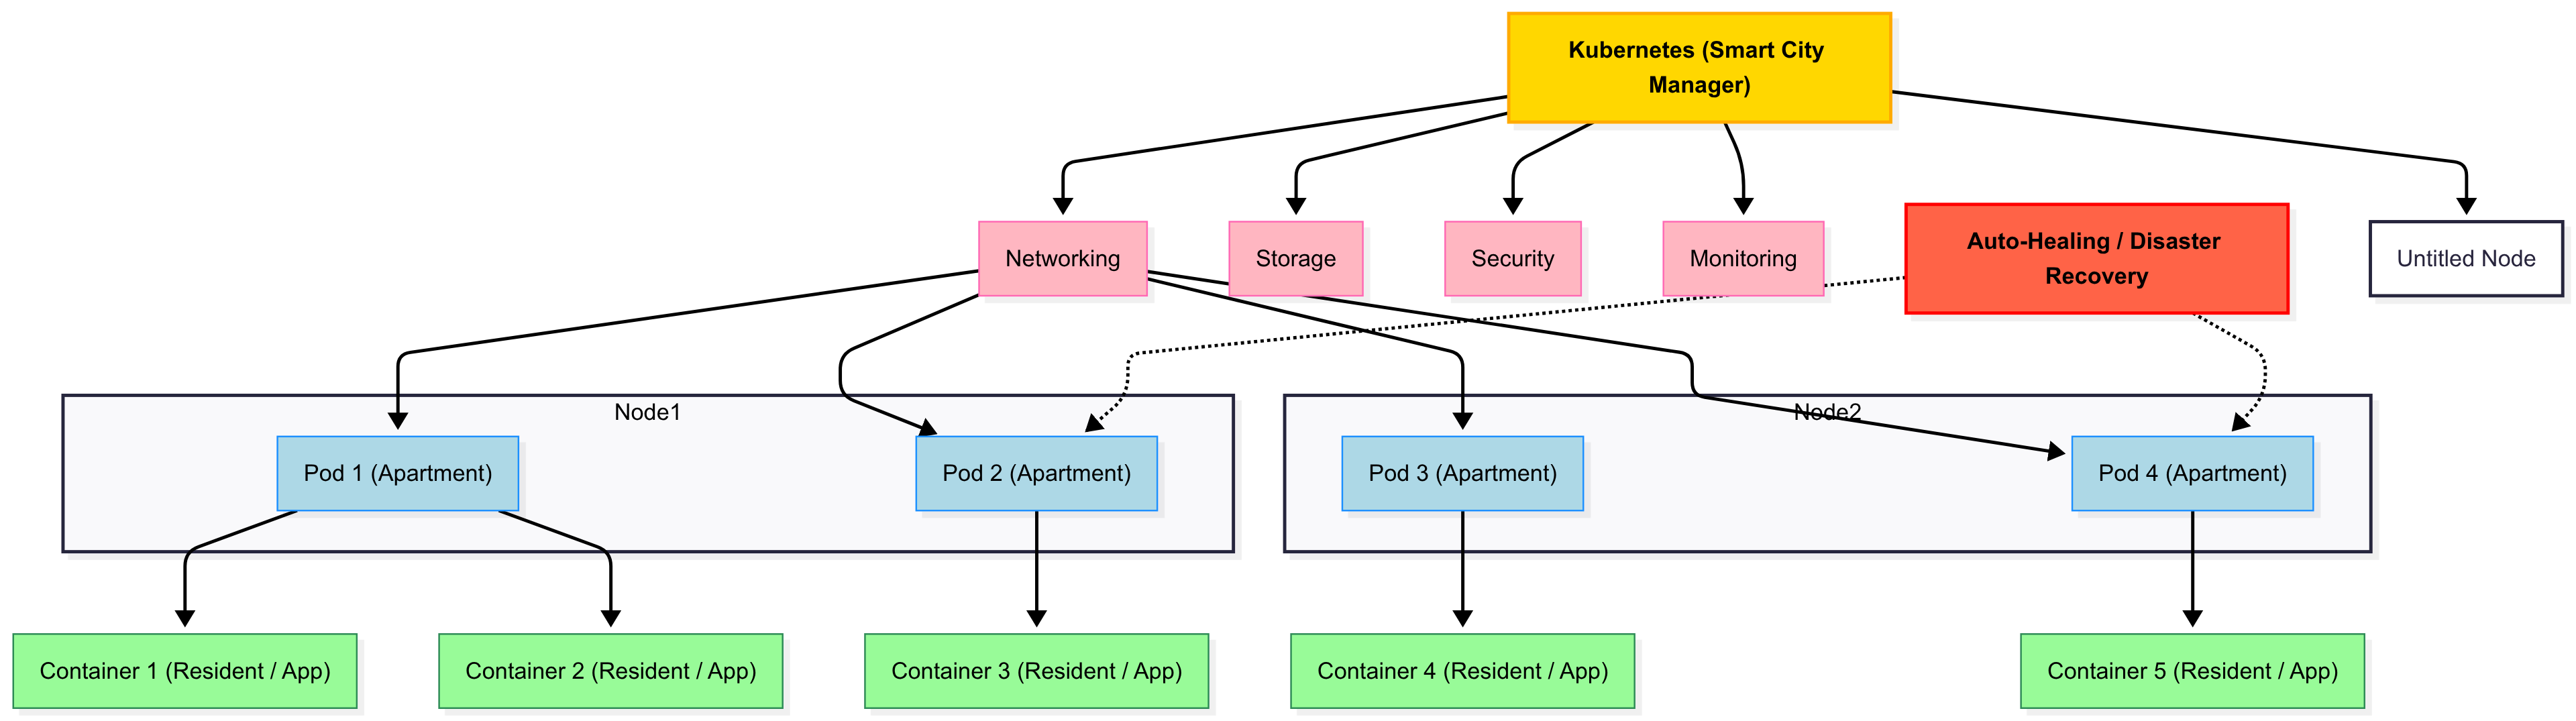 Kubernetes (Smart City
Manager)
Networking
Storage
Security
Monitoring
Auto-Healing / Disaster
Recovery
Untitled Node
Node1
Node2
Pod 1 (Apartment)
Pod 2 (Apartment)
Pod 3 (Apartment)
Pod 4 (Apartment)
Container 1 (Resident / App)
Container 2 (Resident / App)
Container 3 (Resident / App)
Container 4 (Resident / App)
Container 5 (Resident / App)